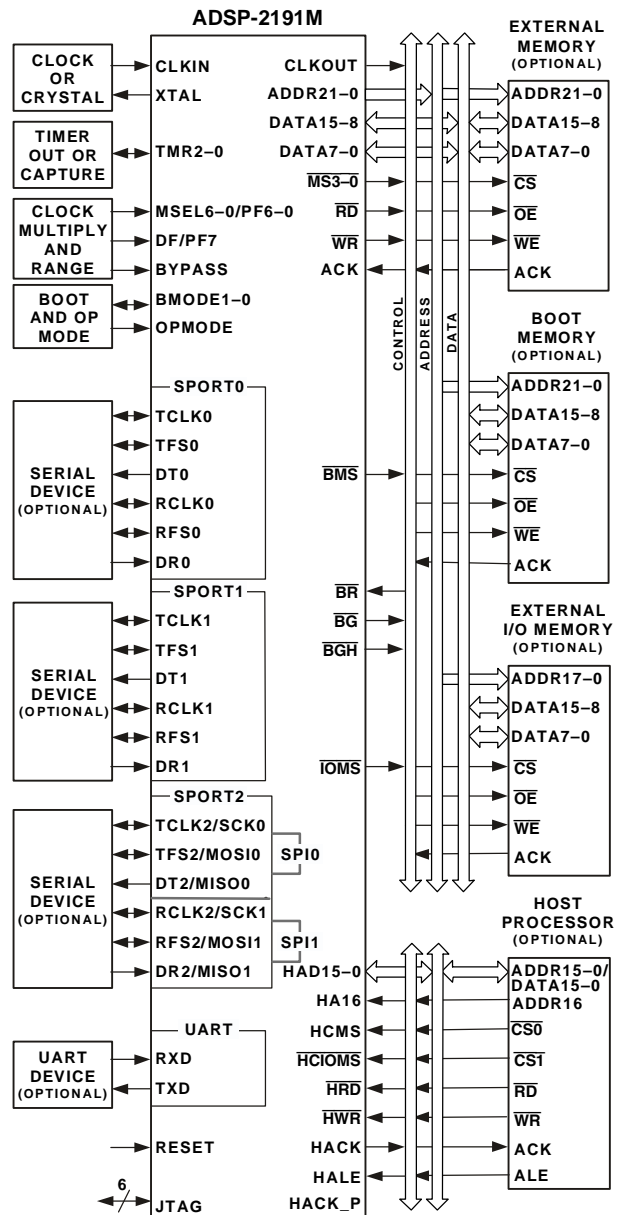 ADSP-2191M
CLOCK
OR
CRYSTAL
CLKIN
XTAL
TIMER
OUT OR
CAPTURE
TMR2–0
CLOCK
MULTIPLY
AND
RANGE
MSEL6–0/PF6–0
DF/PF7
BYPASS
BOOT
AND OP
MODE
BMODE1–0
OPMODE
SPORT0
SERIAL
DEVICE
(OPTIONAL)
TCLK0
TFS0
DT0
RCLK0
RFS0
DR0
SPORT1
SERIAL
DEVICE
(OPTIONAL)
TCLK1
TFS1
DT1
RCLK1
RFS1
DR1
SPORT2
SERIAL
DEVICE
(OPTIONAL)
TCLK2/SCK0
TFS2/MOSI0
DT2/MISO0
SPI0
RCLK2/SCK1
RFS2/MOSI1
DR2/MISO1
SPI1
UART
UART
DEVICE
(OPTIONAL)
RXD
TXD
RESET
6
JTAG
CLKOUT
ADDR21–0
DATA15–8
DATA7–0
MS3–0
RD
WR
ACK
BMS
BR
BG
BGH
IOMS
HAD15–0
HA16
HCMS
HCIOMS
HRD
HWR
HACK
HALE
HACK_P
CONTROL
ADDRESS
DATA
EXTERNAL
MEMORY
(OPTIONAL)
ADDR21–0
DATA15–8
DATA7–0
CS
OE
WE
ACK
BOOT
MEMORY
(OPTIONAL)
ADDR21–0
DATA15–8
DATA7–0
CS
OE
WE
ACK
EXTERNAL
I/O MEMORY
(OPTIONAL)
ADDR17–0
DATA15–8
DATA7–0
CS
OE
WE
ACK
HOST
PROCESSOR
(OPTIONAL)
ADDR15–0/
DATA15–0
ADDR16
CS0
CS1
RD
WR
ACK
ALE